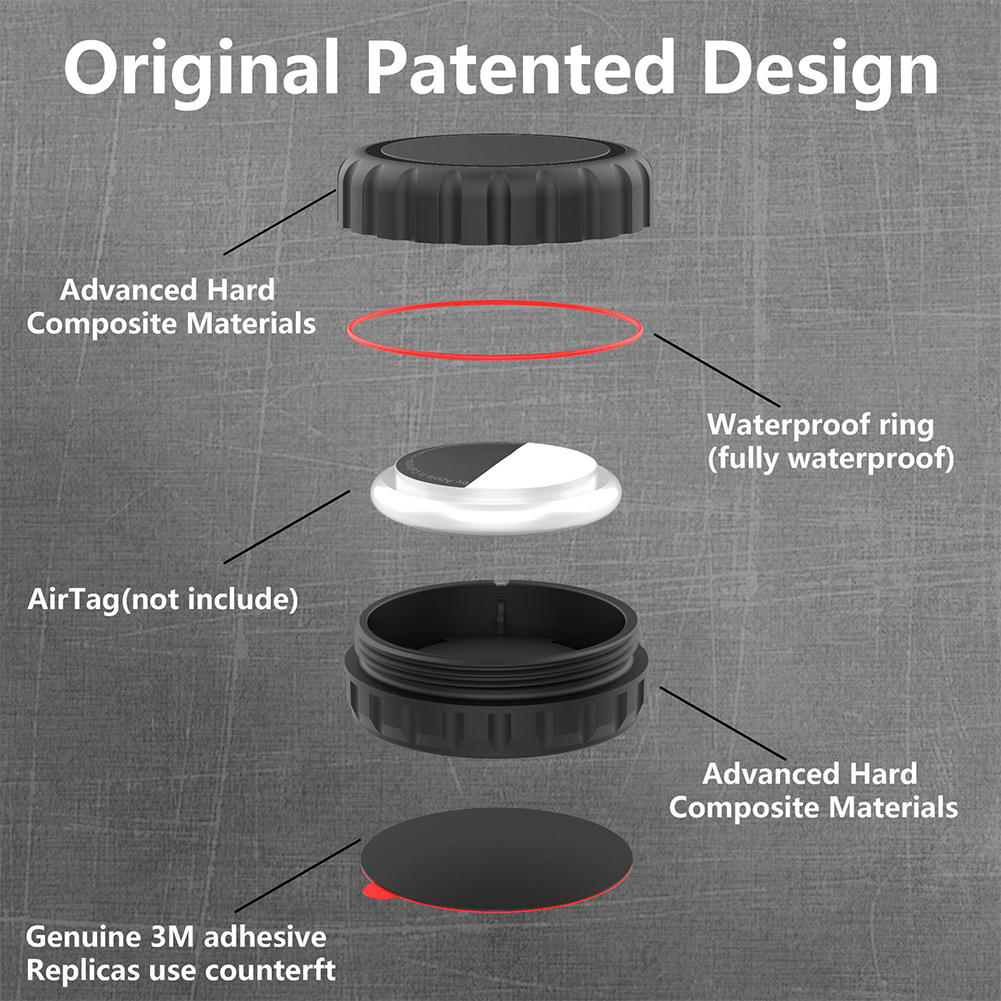 Original Patented Design
Advanced Hard
Composite Materials
Waterproof ring
(fully waterproof)
AirTag(not include)
Advanced Hard
Composite Materials
Genuine 3M adhesive
Replicas use counterft